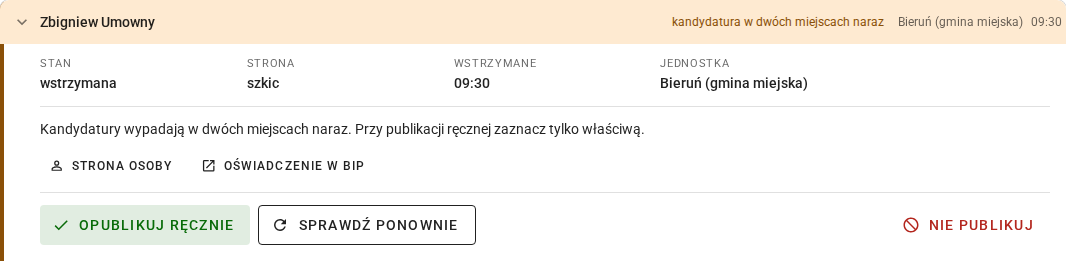 Zbigniew Umowny kandydatura w dwóch miejscach naraz Bieruń (gmina miejska) 09:30
STAN STRONA WSTRZYMANE JEDNOSTKA
wstrzymana szkic 09:30 Bieruń (gmina miejska)
Kandydatury wypadają w dwóch miejscach naraz. Przy publikacji ręcznej zaznacz tylko właściwą.
STRONA OSOBY OŚWIADCZENIE W BIP
OPUBLIKUJ RĘCZNIE SPRAWDŹ PONOWNIE NIE PUBLIKUJ